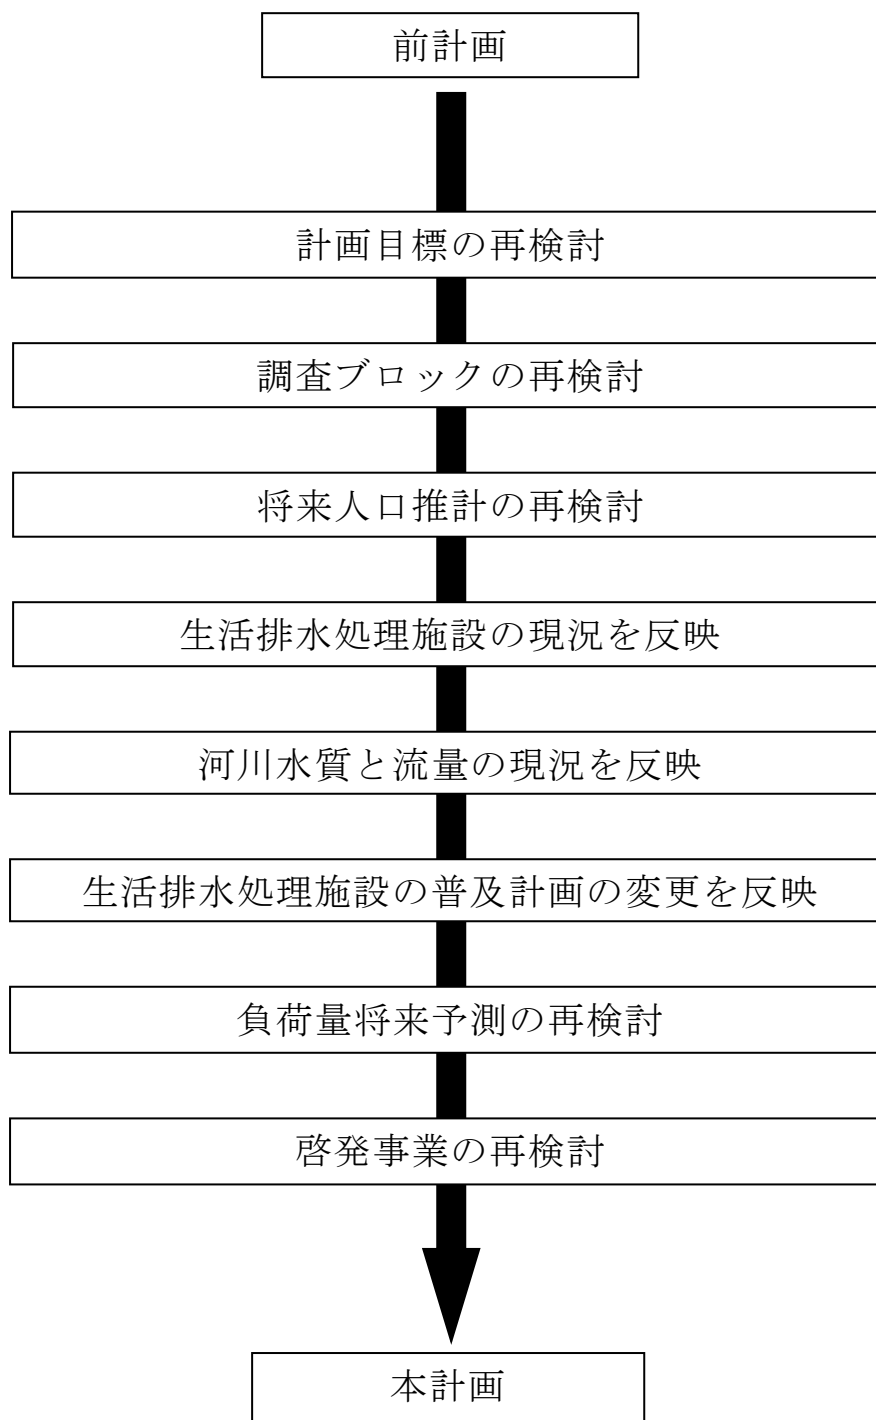 前計画
計画目標の再検討
調査ブロックの再検討
将来人口推計の再検討
生活排水処理施設の現況を反映
河川水質と流量の現況を反映
生活排水処理施設の普及計画の変更を反映
負荷量将来予測の再検討
啓発事業の再検討
本計画